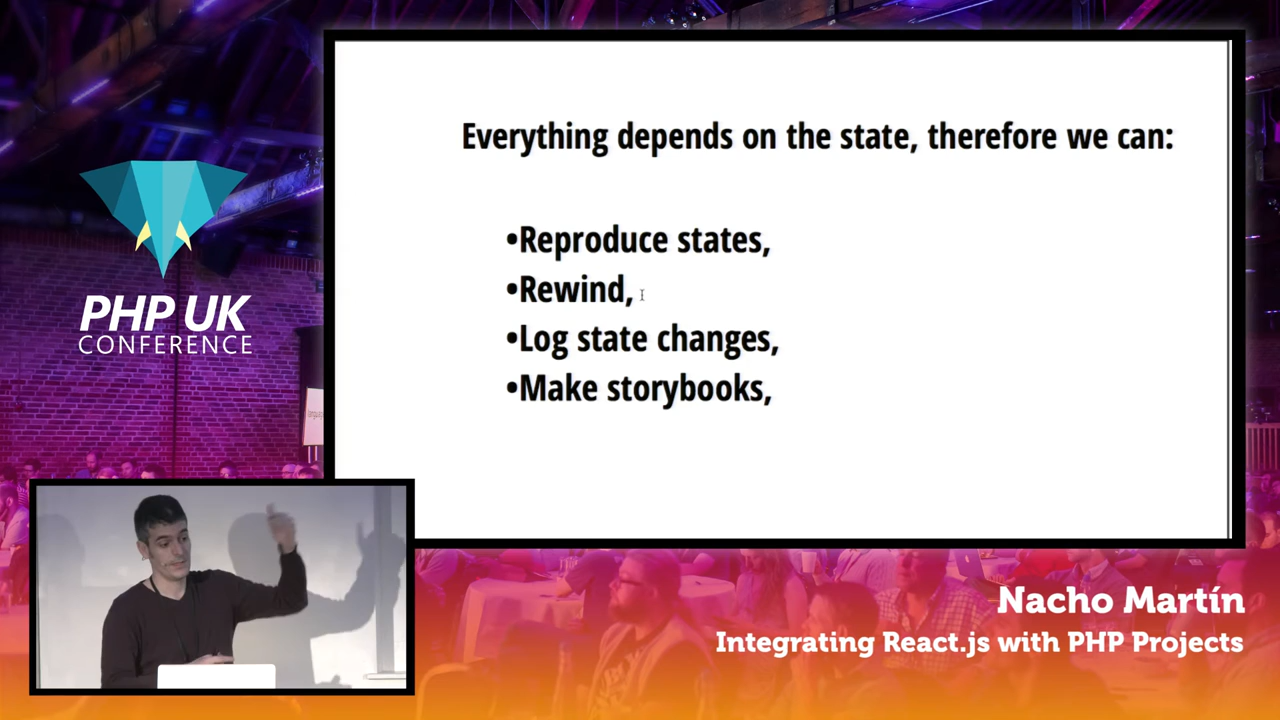 Everything depends on the state, therefore we can:
•Reproduce states,
•Rewind,
•Log state changes,
•Make storybooks,
PHP UK
CONFERENCE
Nacho Martín
Integrating React.js with PHP Projects